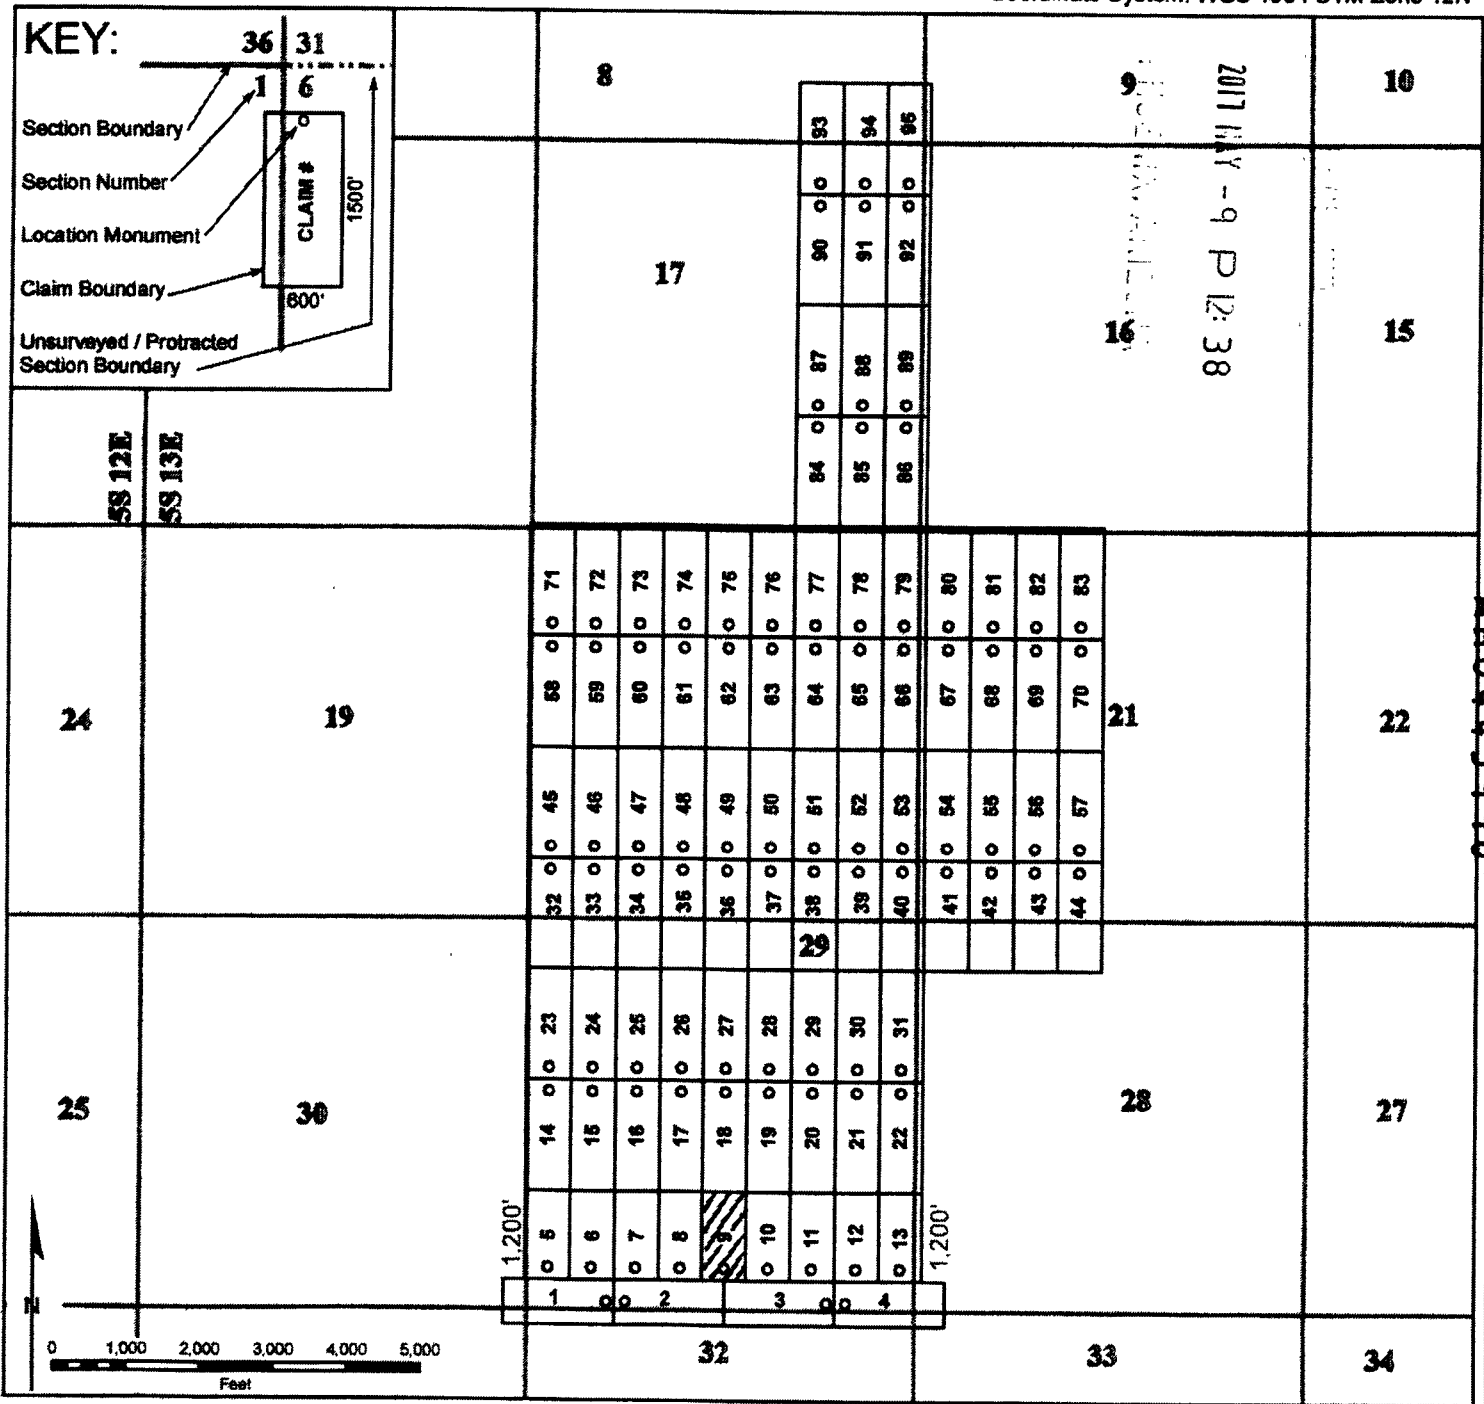 KEY:
36 31
1 6
Section Boundary
Section Number
Location Monument
Claim Boundary
Unsurveyed / Protracted
Section Boundary
CLAIM #
1500'
600'
8 9 10
93 94 95
2017 MAY -9 P 12: 38
90 91 92
17 16 15
87 88 89
84 85 86
5S 12E
5S 13E
71 72 73 74 75 76 77 78 79 80 81 82 83
58 59 60 61 62 63 64 65 66 67 68 69 70
24 19 21 22
45 46 47 48 49 50 51 52 53 54 55 56 57
32 33 34 35 36 37 38 39 40 41 42 43 44
29
23 24 25 26 27 28 29 30 31
25 30 28 27
14 15 16 17 18 19 20 21 22
1,200' 5 6 7 8 9 10 11 12 13 1,200'
1 2 3 4
N
32 33 34
0 1,000 2,000 3,000 4,000 5,000
Feet